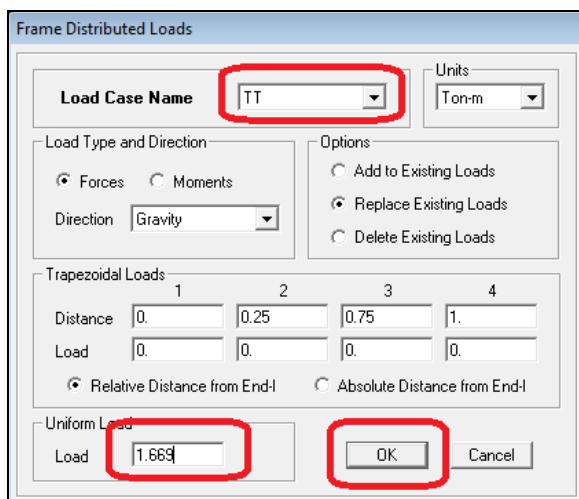 Frame Distributed Loads
Units
Load Case Name TT Ton-m
Load Type and Direction Options
Forces Moments Add to Existing Loads
Replace Existing Loads
Direction Gravity Delete Existing Loads
Trapezoidal Loads
1 2 3 4
Distance 0. 0.25 0.75 1.
Load 0. 0. 0. 0.
Relative Distance from End-I Absolute Distance from End-I
Uniform Load
Load 1.669 OK Cancel